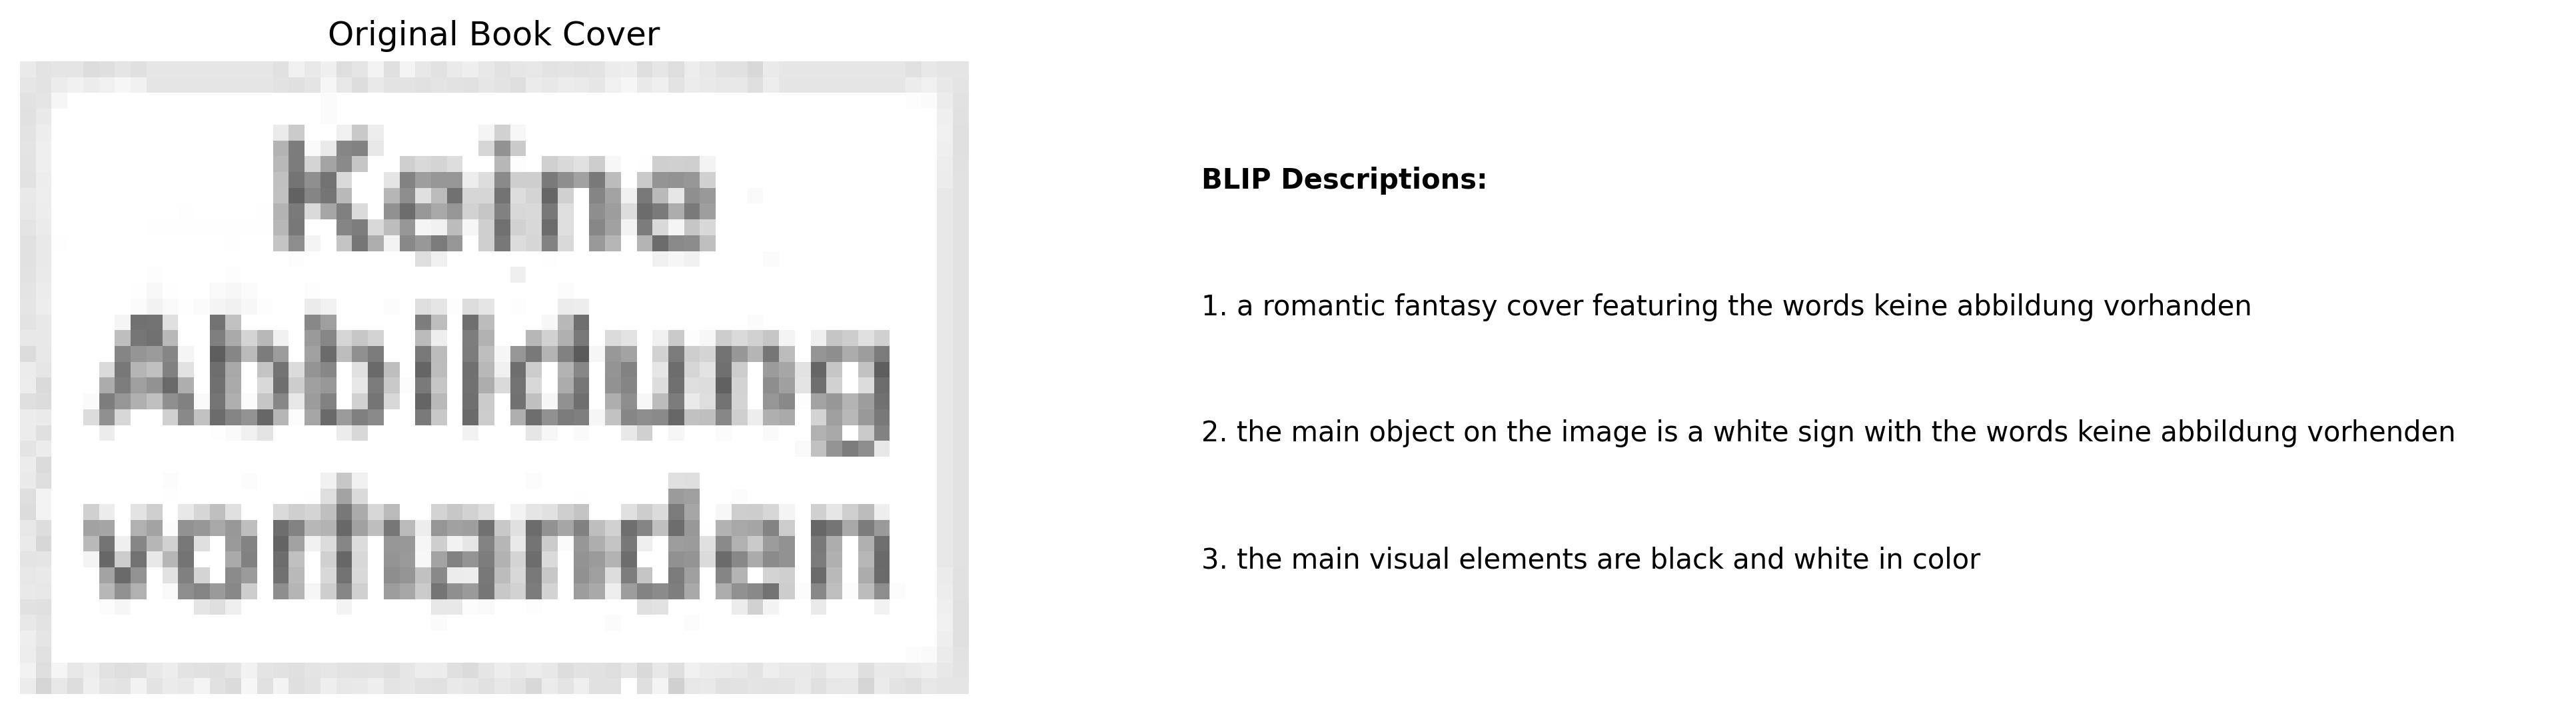 Original Book Cover
Keine
Abbildung
vorhanden
BLIP Descriptions:
1. a romantic fantasy cover featuring the words keine abbildung vorhanden
2. the main object on the image is a white sign with the words keine abbildung vorhenden
3. the main visual elements are black and white in color